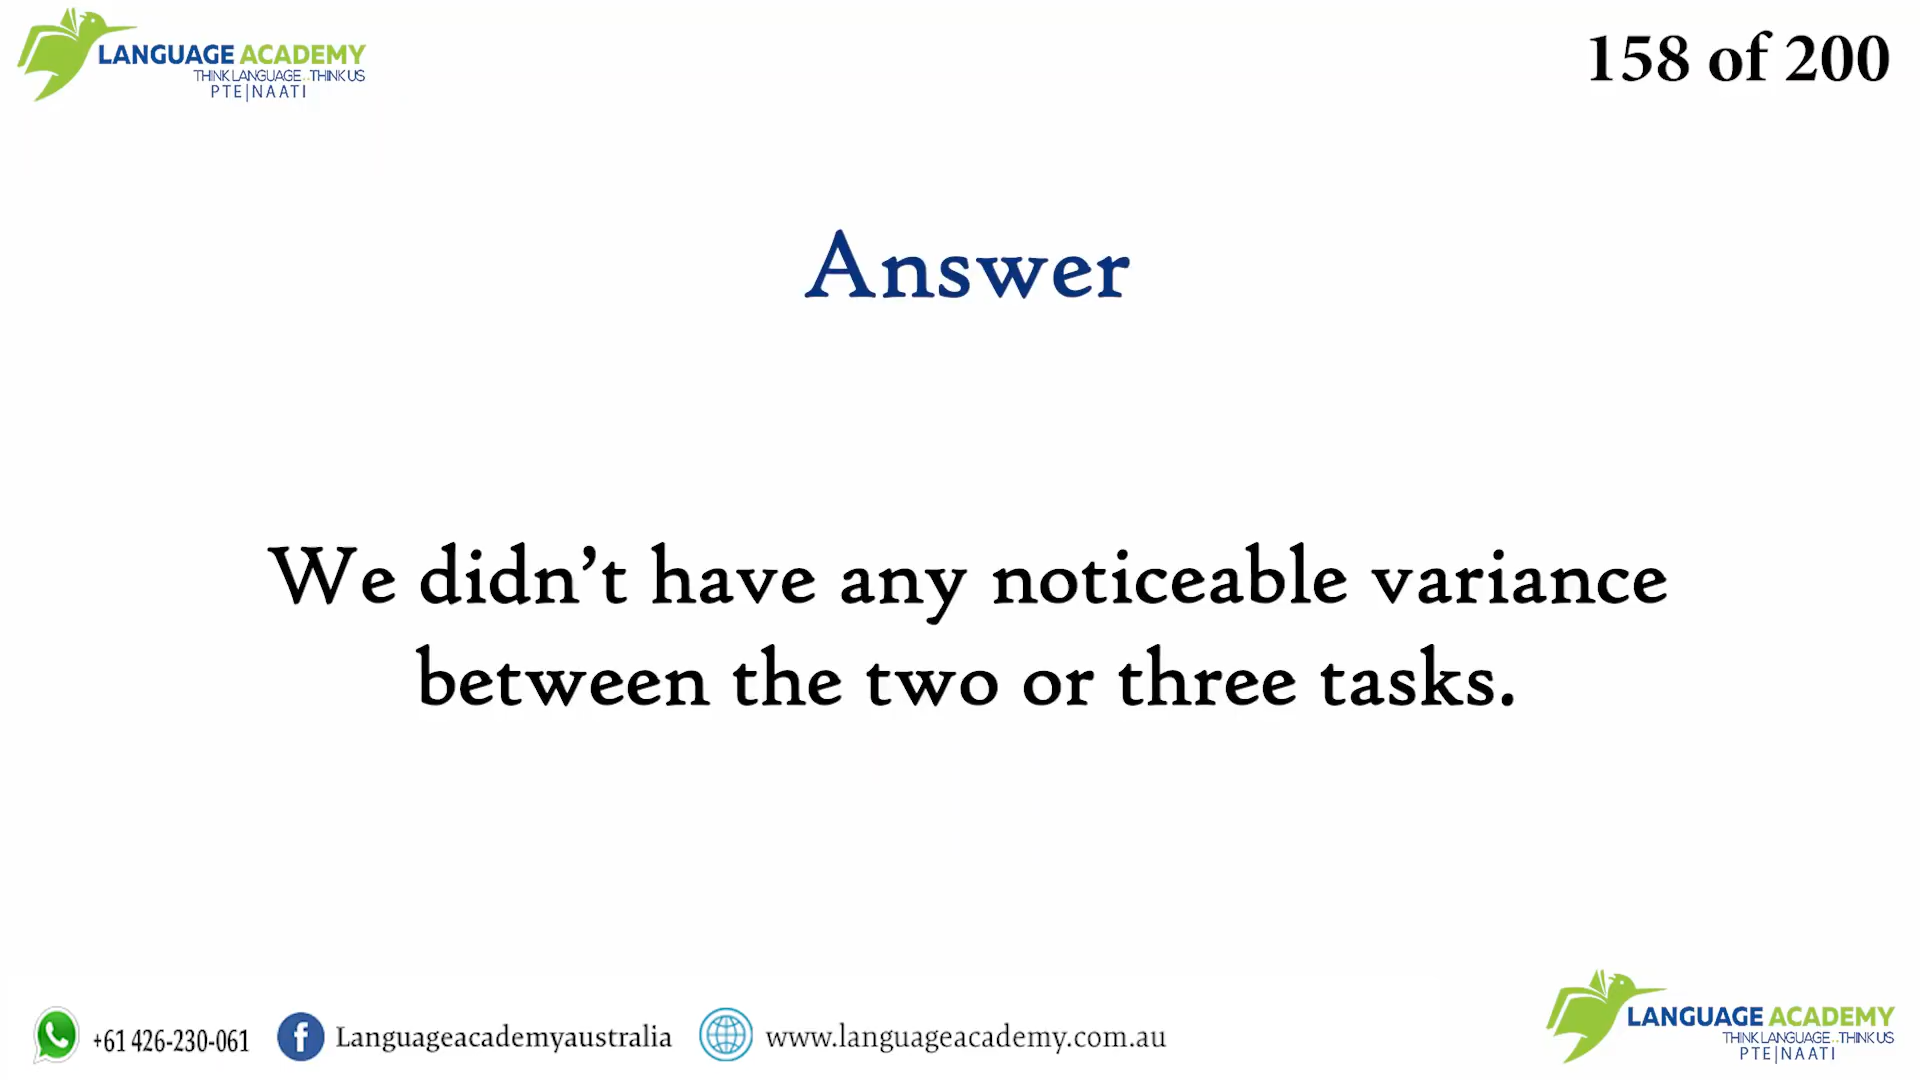 LANGUAGE ACADEMY
THINK LANGUAGE..THINK US
PTE|NAATI
158 of 200
Answer
We didn’t have any noticeable variance
between the two or three tasks.
+61 426-230-061
Languageacademyaustralia
www.languageacademy.com.au
LANGUAGE ACADEMY
THINK LANGUAGE..THINK US
PTE|NAATI